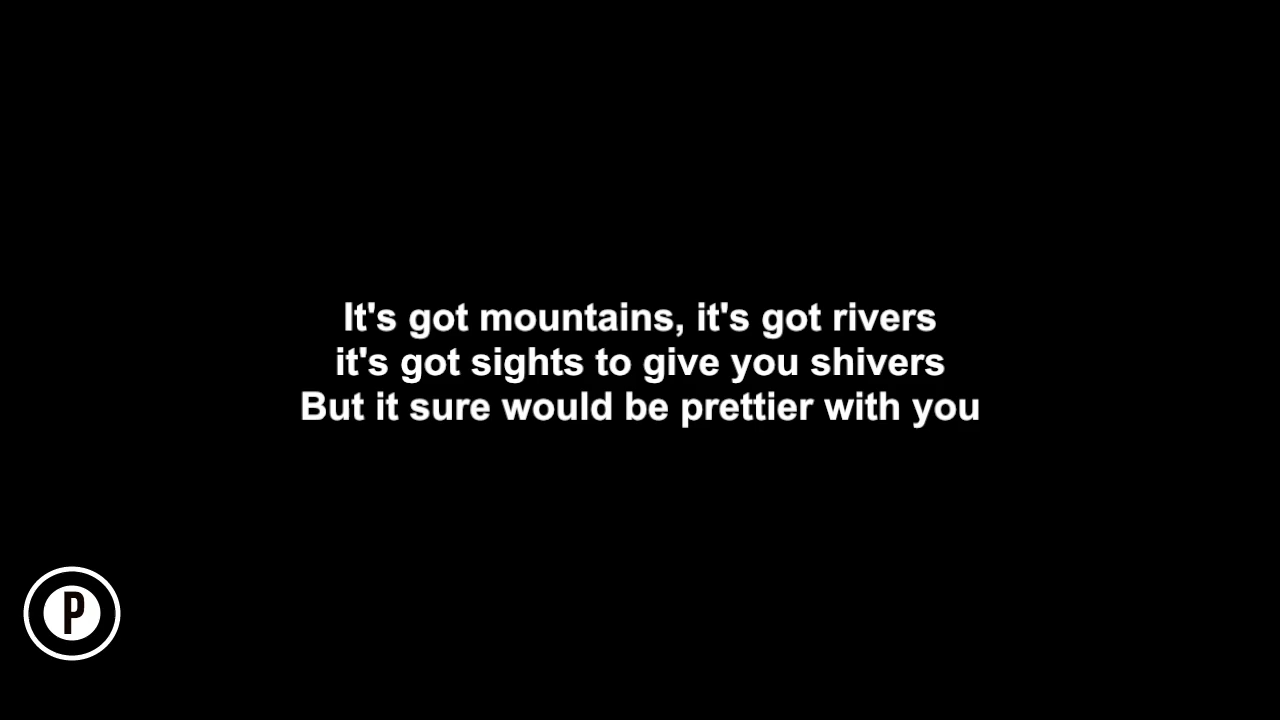 It's got mountains, it's got rivers
it's got sights to give you shivers
But it sure would be prettier with you
P